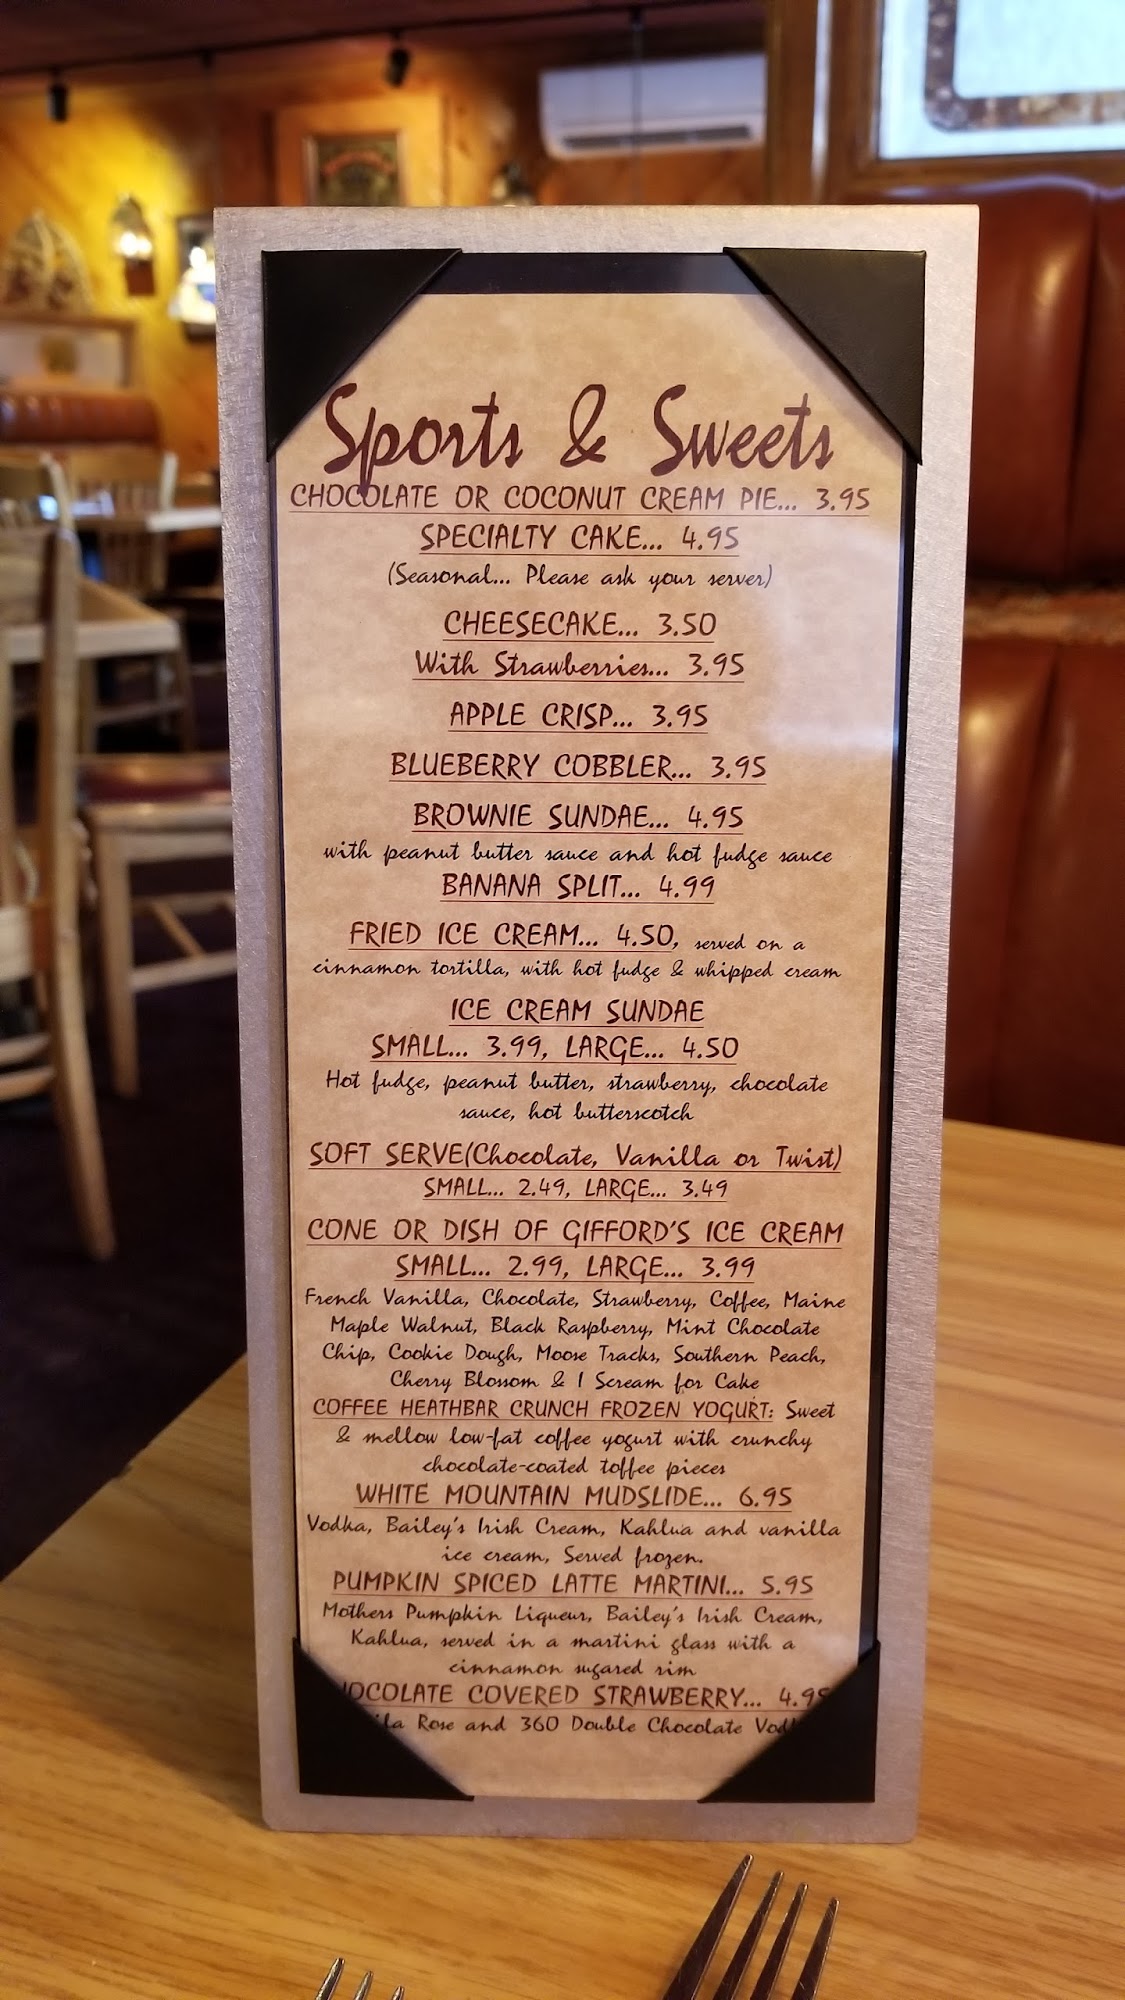 Sports & Sweets
CHOCOLATE OR COCONUT CREAM PIE... 3.95
SPECIALTY CAKE... 4.95
(Seasonal... Please ask your server)
CHEESECAKE... 3.50
With Strawberries... 3.95
APPLE CRISP... 3.95
BLUEBERRY COBBLER... 3.95
BROWNIE SUNDAE... 4.95
with peanut butter sauce and hot fudge sauce
BANANA SPLIT... 4.99
FRIED ICE CREAM... 4.50, served on a
cinnamon tortilla, with hot fudge & whipped cream
ICE CREAM SUNDAE
SMALL... 3.99, LARGE... 4.50
Hot fudge, peanut butter, strawberry, chocolate
sauce, hot butterscotch
SOFT SERVE(Chocolate, Vanilla or Twist)
SMALL... 2.49, LARGE... 3.49
CONE OR DISH OF GIFFORD'S ICE CREAM
SMALL... 2.99, LARGE... 3.99
French Vanilla, Chocolate, Strawberry, Coffee, Maine
Maple Walnut, Black Raspberry, Mint Chocolate
Chip, Cookie Dough, Moose Tracks, Southern Peach,
Cherry Blossom & I Scream for Cake
COFFEE HEATHBAR CRUNCH FROZEN YOGURT: Sweet
& mellow low-fat coffee yogurt with crunchy
chocolate-coated toffee pieces
WHITE MOUNTAIN MUDSLIDE... 6.95
Vodka, Bailey's Irish Cream, Kahlua and vanilla
ice cream, Served frozen.
PUMPKIN SPICED LATTE MARTINI... 5.95
Mothers Pumpkin Liqueur, Bailey's Irish Cream,
Kahlua, served in a martini glass with a
cinnamon sugared rim
OCOLATE COVERED STRAWBERRY... 4.95
Rose and 360 Double Chocolate Vod